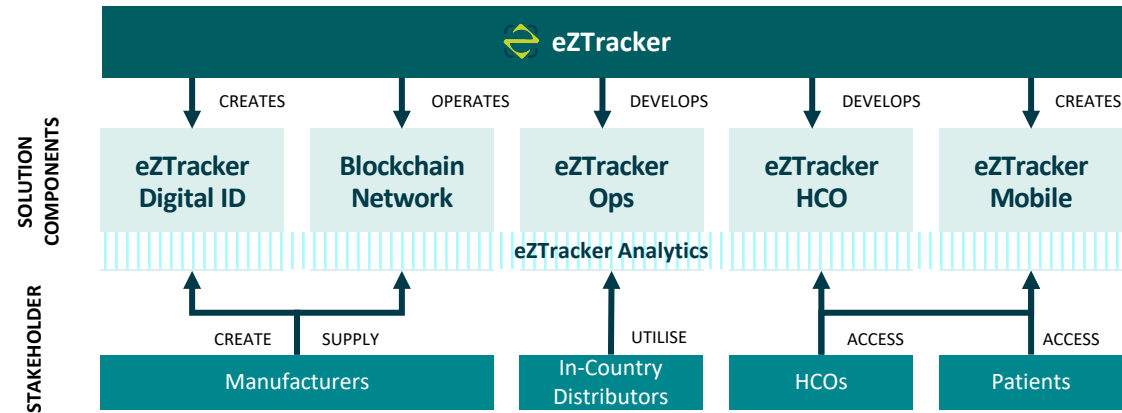 eZTracker
CREATES
OPERATES
DEVELOPS
DEVELOPS
CREATES
SOLUTION
COMPONENTS
eZTracker
Digital ID
Blockchain
Network
eZTracker
Ops
eZTracker
HCO
eZTracker
Mobile
eZTracker Analytics
STAKEHOLDER
CREATE
SUPPLY
UTILISE
ACCESS
ACCESS
Manufacturers
In-Country
Distributors
HCOs
Patients